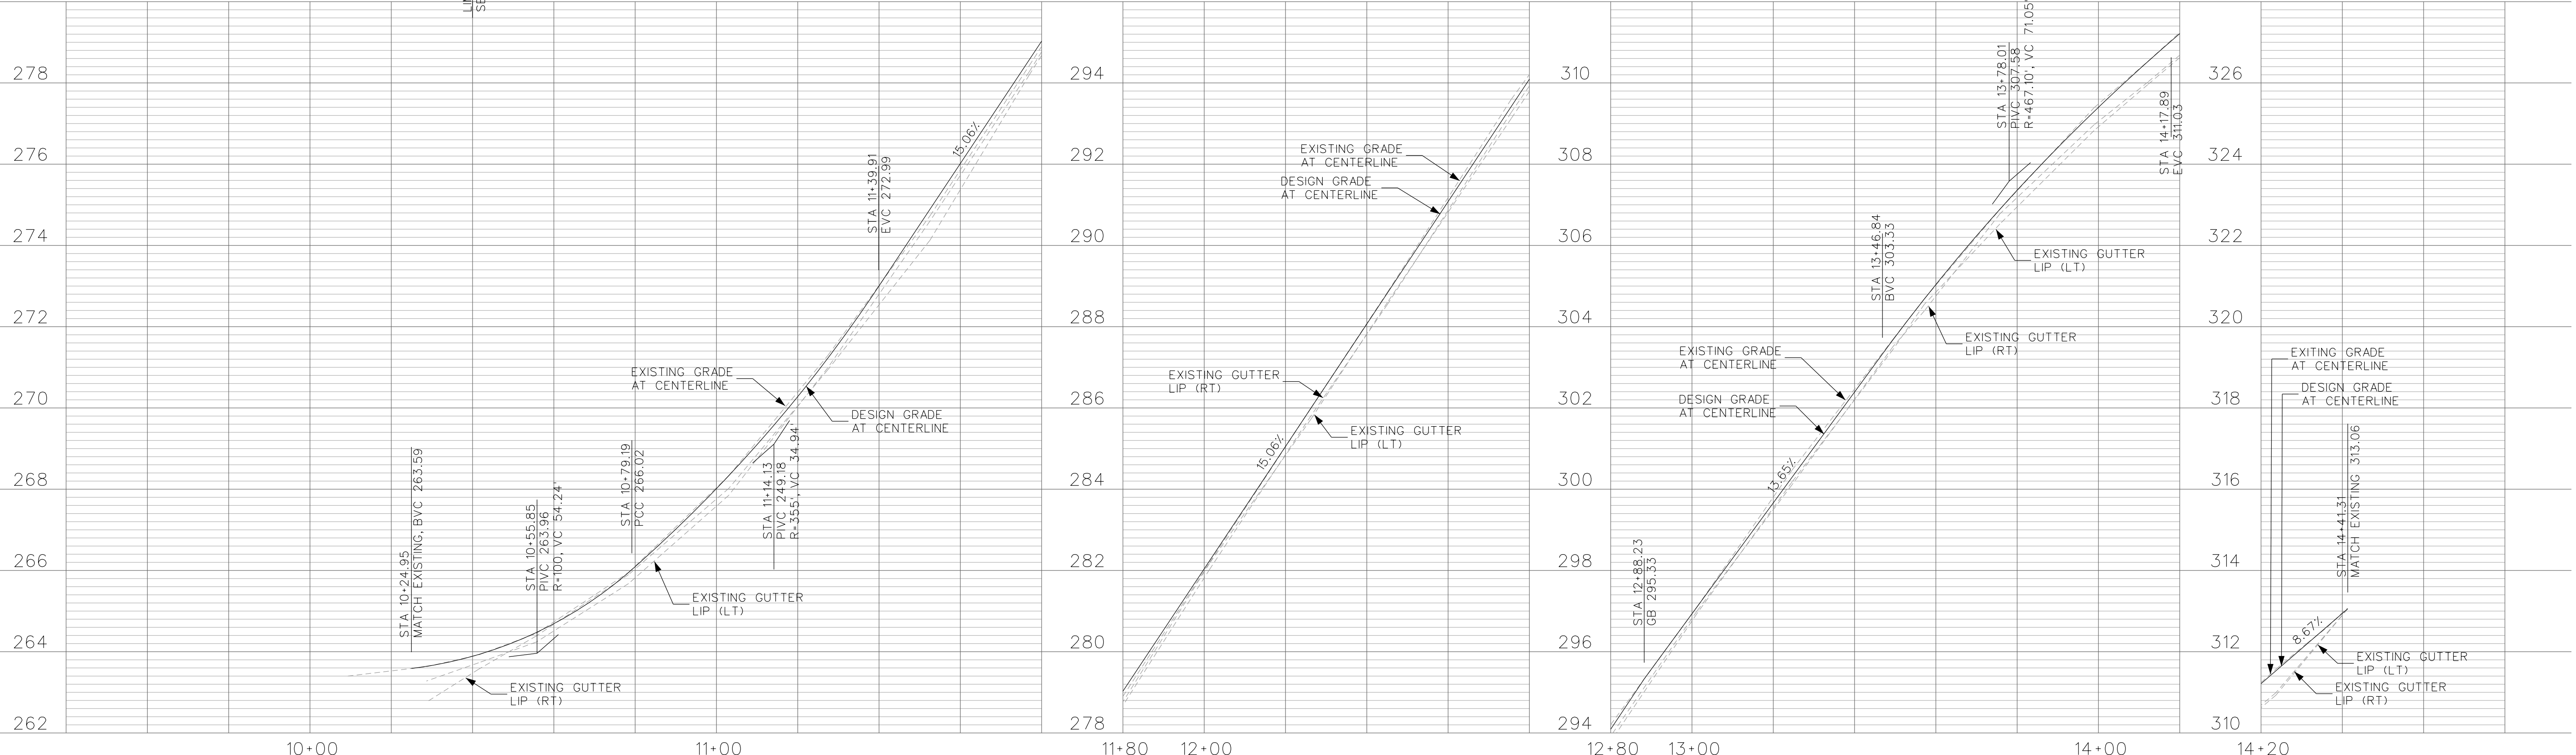 278
276
274
272
270
268
266
264
262
10+00
11+00
STA 10+24.95
MATCH EXISTING, BVC 263.59
STA 10+55.85
PIVC 263.96
R=100', VC 54.24'
STA 10+79.19
PCC 266.02
STA 11+14.13
PIVC 249.18
R=355', VC 34.94'
STA 11+39.91
EVC 272.99
15.06%
EXISTING GRADE
AT CENTERLINE
DESIGN GRADE
AT CENTERLINE
EXISTING GUTTER
LIP (LT)
EXISTING GUTTER
LIP (RT)
294
292
290
288
286
284
282
280
278
11+80
12+00
EXISTING GRADE
AT CENTERLINE
DESIGN GRADE
AT CENTERLINE
EXISTING GUTTER
LIP (RT)
EXISTING GUTTER
LIP (LT)
15.06%
310
308
306
304
302
300
298
296
294
12+80
13+00
14+00
STA 12+88.23
GB 295.33
13.65%
EXISTING GRADE
AT CENTERLINE
DESIGN GRADE
AT CENTERLINE
STA 13+46.84
BVC 303.33
STA 13+78.01
PIVC 307.58
R=467.10', VC 71.05'
EXISTING GUTTER
LIP (LT)
EXISTING GUTTER
LIP (RT)
STA 14+17.89
EVC 311.03
326
324
322
320
318
316
314
312
310
14+20
EXITING GRADE
AT CENTERLINE
DESIGN GRADE
AT CENTERLINE
STA 14+41.31
MATCH EXISTING 313.06
8.67%
EXISTING GUTTER
LIP (LT)
EXISTING GUTTER
LIP (RT)